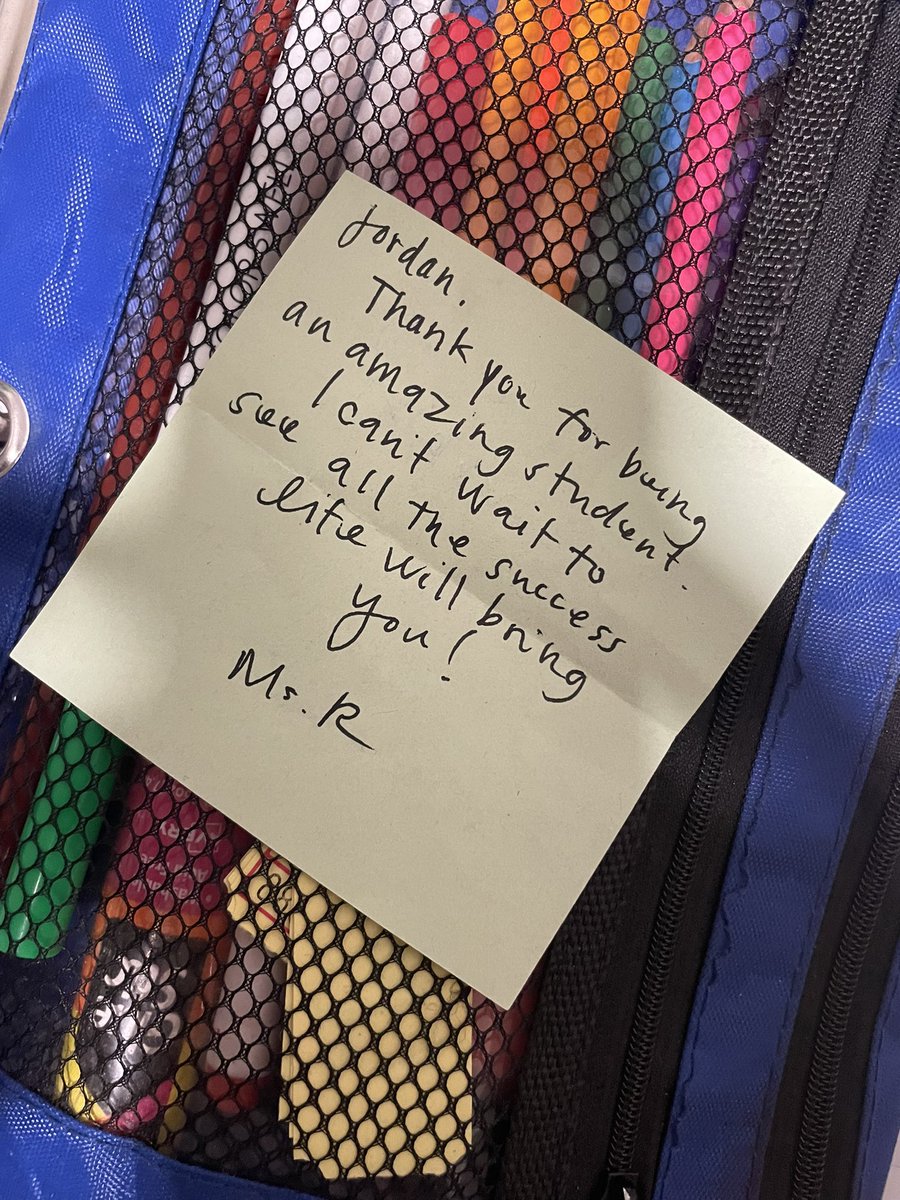 Jordan.
Thank you for being
an amazing student.
I can't wait to
see all the success
life will bring
you!
Ms. R